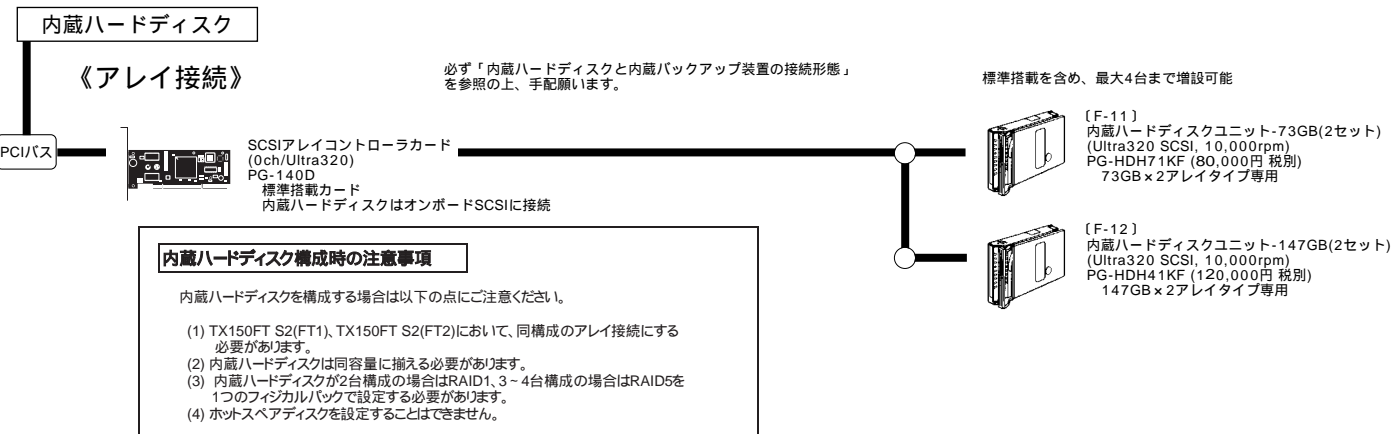 内蔵ハードディスク
《アレイ接続》
必ず「内蔵ハードディスクと内蔵バックアップ装置の接続形態」
を参照の上、手配願います。
標準搭載を含め、最大4台まで増設可能
PCIバス
SCSIアレイコントローラカード
(0ch/Ultra320)
PG-140D
標準搭載カード
内蔵ハードディスクはオンボードSCSIに接続
〔F-11〕
内蔵ハードディスクユニット-73GB(2セット)
(Ultra320 SCSI, 10,000rpm)
PG-HDH71KF (80,000円 税別)
73GB×2アレイタイプ専用
〔F-12〕
内蔵ハードディスクユニット-147GB(2セット)
(Ultra320 SCSI, 10,000rpm)
PG-HDH41KF (120,000円 税別)
147GB×2アレイタイプ専用
内蔵ハードディスク構成時の注意事項
内蔵ハードディスクを構成する場合は以下の点にご注意ください。
(1) TX150FT S2(FT1)、TX150FT S2(FT2)において、同構成のアレイ接続にする
必要があります。
(2) 内蔵ハードディスクは同容量に揃える必要があります。
(3) 内蔵ハードディスクが2台構成の場合はRAID1、3~4台構成の場合はRAID5を
1つのフィジカルパックで設定する必要があります。
(4) ホットスペアディスクを設定することはできません。